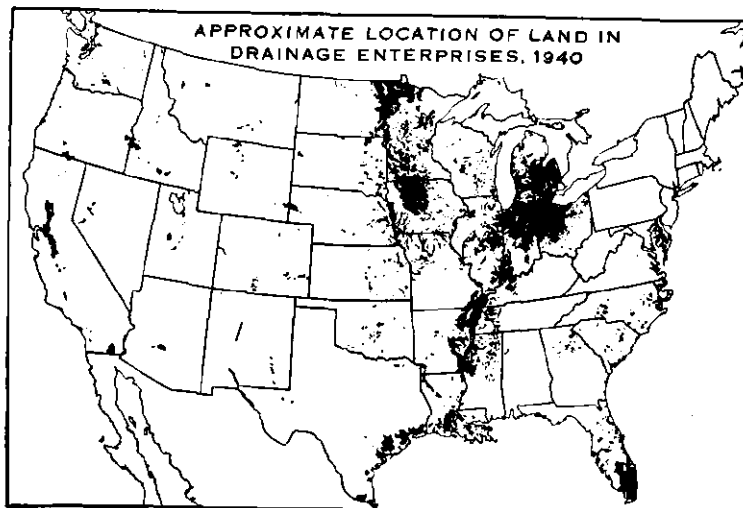 APPROXIMATE LOCATION OF LAND IN
DRAINAGE ENTERPRISES, 1940